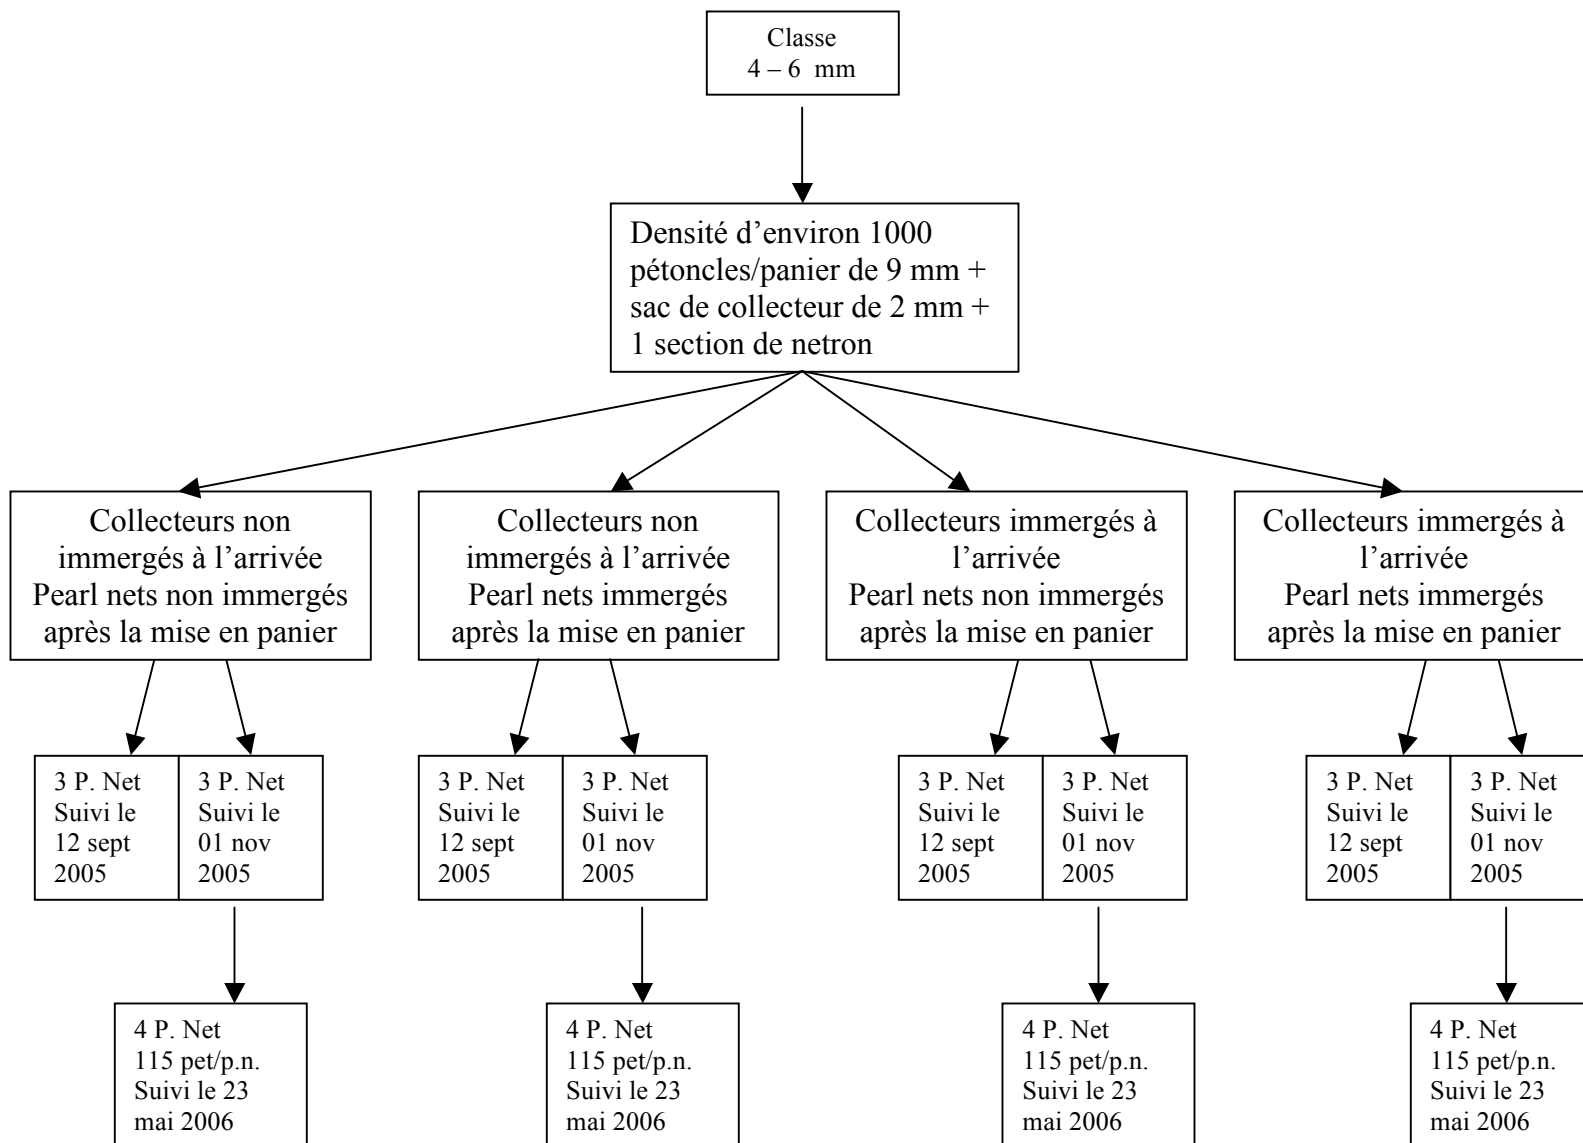 Classe
4 – 6 mm
Densité d’environ 1000
pétoncles/panier de 9 mm +
sac de collecteur de 2 mm +
1 section de netron
Collecteurs non
immergés à l’arrivée
Pearl nets non immergés
après la mise en panier
Collecteurs non
immergés à l’arrivée
Pearl nets immergés
après la mise en panier
Collecteurs immergés à
l’arrivée
Pearl nets non immergés
après la mise en panier
Collecteurs immergés à
l’arrivée
Pearl nets immergés
après la mise en panier
3 P. Net
Suivi le
12 sept
2005
3 P. Net
Suivi le
01 nov
2005
3 P. Net
Suivi le
12 sept
2005
3 P. Net
Suivi le
01 nov
2005
3 P. Net
Suivi le
12 sept
2005
3 P. Net
Suivi le
01 nov
2005
3 P. Net
Suivi le
12 sept
2005
3 P. Net
Suivi le
01 nov
2005
4 P. Net
115 pet/p.n.
Suivi le 23
mai 2006
4 P. Net
115 pet/p.n.
Suivi le 23
mai 2006
4 P. Net
115 pet/p.n.
Suivi le 23
mai 2006
4 P. Net
115 pet/p.n.
Suivi le 23
mai 2006